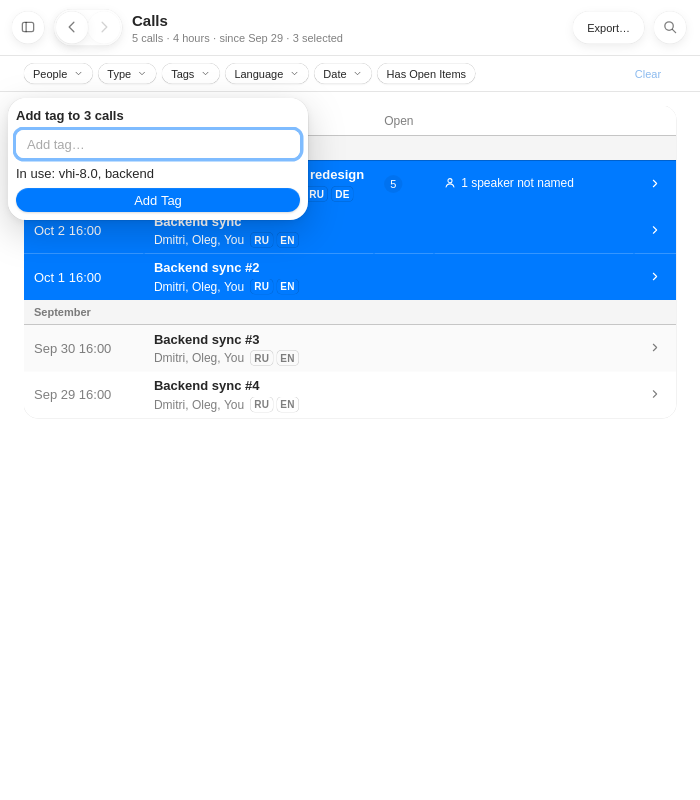 Calls
5 calls · 4 hours · since Sep 29 · 3 selected
Export…
People
Type
Tags
Language
Date
Has Open Items
Clear
Add tag to 3 calls
Add tag…
In use: vhi-8.0, backend
Add Tag
Open
redesign
RU DE
5
1 speaker not named
Oct 2 16:00
Backend sync
Dmitri, Oleg, You RU EN
Oct 1 16:00
Backend sync #2
Dmitri, Oleg, You RU EN
September
Sep 30 16:00
Backend sync #3
Dmitri, Oleg, You RU EN
Sep 29 16:00
Backend sync #4
Dmitri, Oleg, You RU EN